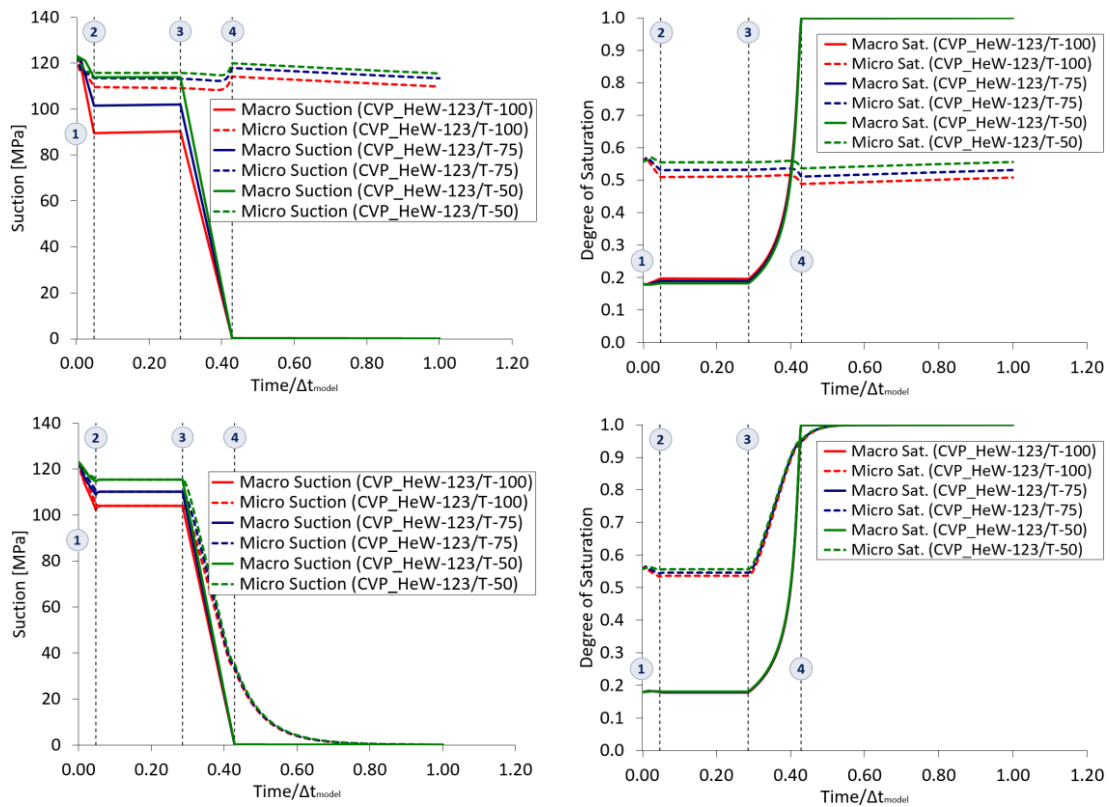 140
120
100
80
60
40
20
0
Suction [MPa]
1
2
3
4
Macro Suction (CVP_HeW-123/T-100)
Micro Suction (CVP_HeW-123/T-100)
Macro Suction (CVP_HeW-123/T-75)
Micro Suction (CVP_HeW-123/T-75)
Macro Suction (CVP_HeW-123/T-50)
Micro Suction (CVP_HeW-123/T-50)
0.00 0.20 0.40 0.60 0.80 1.00 1.20
Time/Δtmodel
1.0
0.9
0.8
0.7
0.6
0.5
0.4
0.3
0.2
0.1
0.0
Degree of Saturation
1
2
3
4
Macro Sat. (CVP_HeW-123/T-100)
Micro Sat. (CVP_HeW-123/T-100)
Macro Sat. (CVP_HeW-123/T-75)
Micro Sat. (CVP_HeW-123/T-75)
Macro Sat. (CVP_HeW-123/T-50)
Micro Sat. (CVP_HeW-123/T-50)
0.00 0.20 0.40 0.60 0.80 1.00 1.20
Time/Δtmodel
140
120
100
80
60
40
20
0
Suction [MPa]
1
2
3
4
Macro Suction (CVP_HeW-123/T-100)
Micro Suction (CVP_HeW-123/T-100)
Macro Suction (CVP_HeW-123/T-75)
Micro Suction (CVP_HeW-123/T-75)
Macro Suction (CVP_HeW-123/T-50)
Micro Suction (CVP_HeW-123/T-50)
0.00 0.20 0.40 0.60 0.80 1.00 1.20
Time/Δtmodel
1.0
0.9
0.8
0.7
0.6
0.5
0.4
0.3
0.2
0.1
0.0
Degree of Saturation
1
2
3
4
Macro Sat. (CVP_HeW-123/T-100)
Micro Sat. (CVP_HeW-123/T-100)
Macro Sat. (CVP_HeW-123/T-75)
Micro Sat. (CVP_HeW-123/T-75)
Macro Sat. (CVP_HeW-123/T-50)
Micro Sat. (CVP_HeW-123/T-50)
0.00 0.20 0.40 0.60 0.80 1.00 1.20
Time/Δtmodel